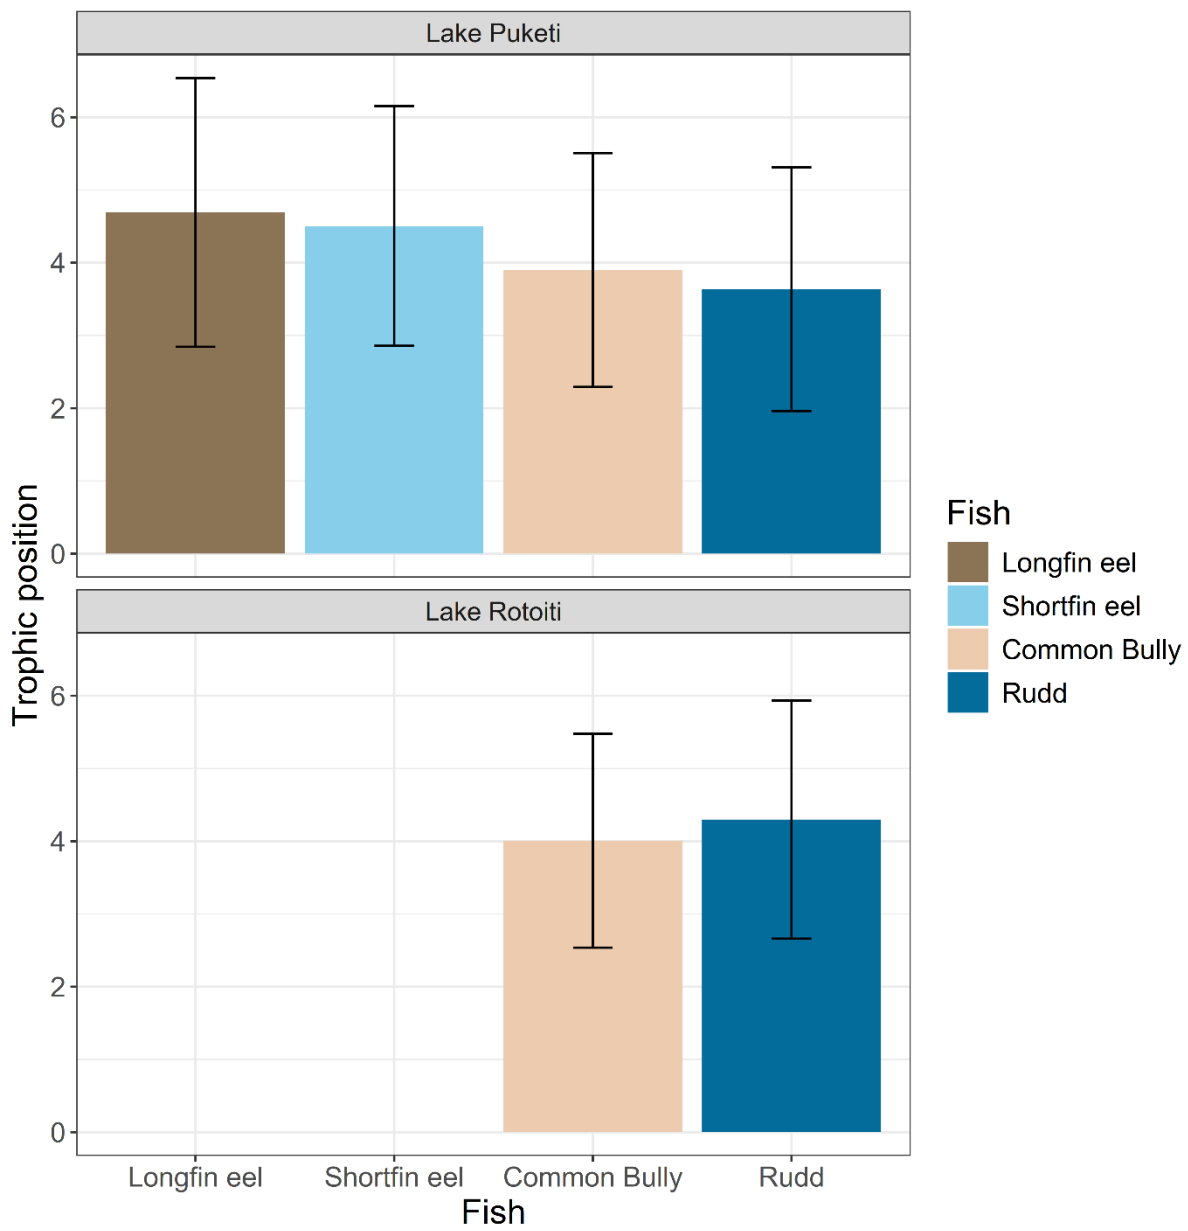 Lake Puketi
6
4
2
0
Lake Rotoiti
6
4
2
0
Trophic position
Longfin eel Shortfin eel Common Bully Rudd
Fish
Fish
Longfin eel
Shortfin eel
Common Bully
Rudd